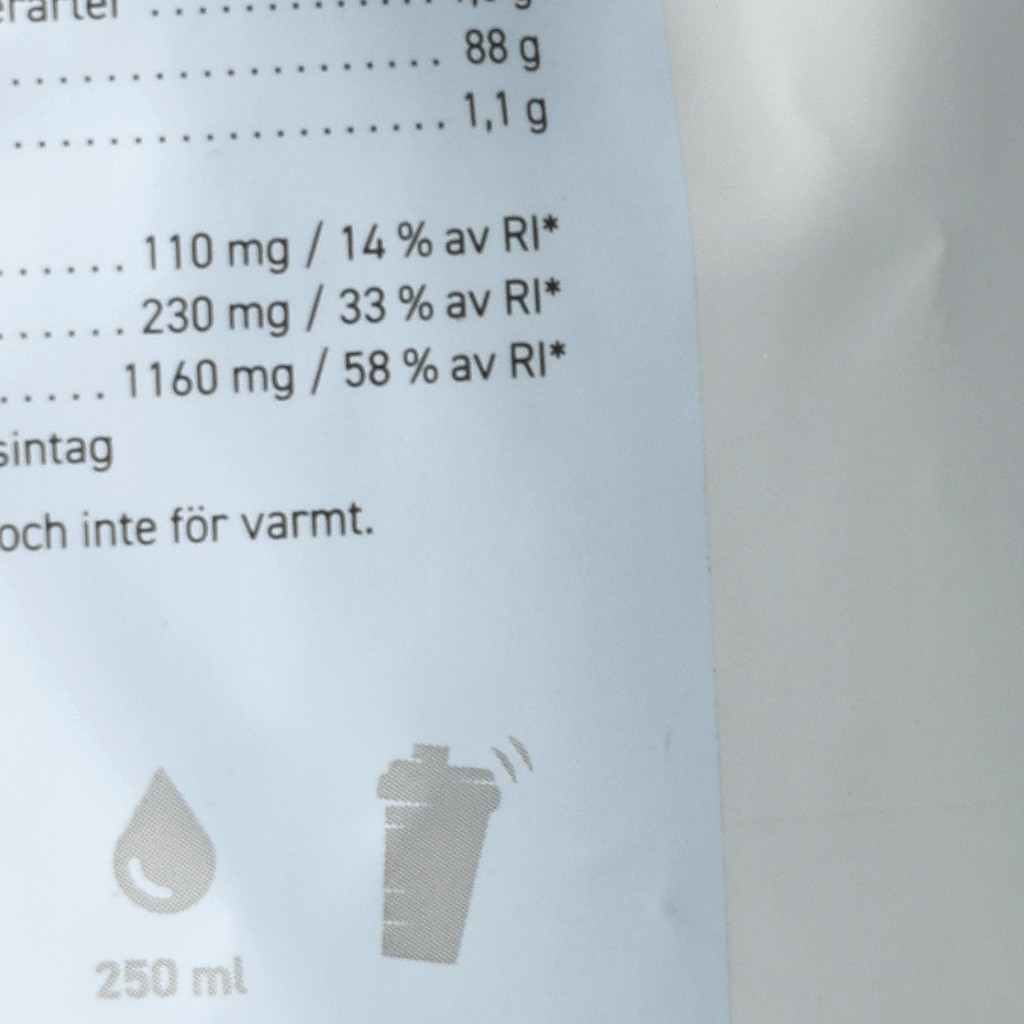 88 g
1,1 g
110 mg / 14 % av RI*
230 mg / 33 % av RI*
1160 mg / 58 % av RI*
sintag
och inte för varmt.
250 ml